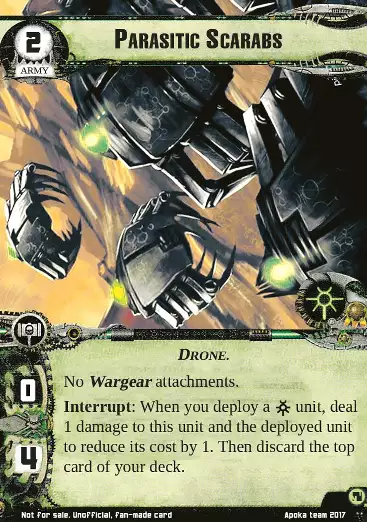 2
ARMY
PARASITIC SCARABS
DRONE.
0
4
No Wargear attachments.
Interrupt: When you deploy a unit, deal
1 damage to this unit and the deployed unit
to reduce its cost by 1. Then discard the top
card of your deck.
Not for sale. Unofficial, fan-made card
Apoka team 2017